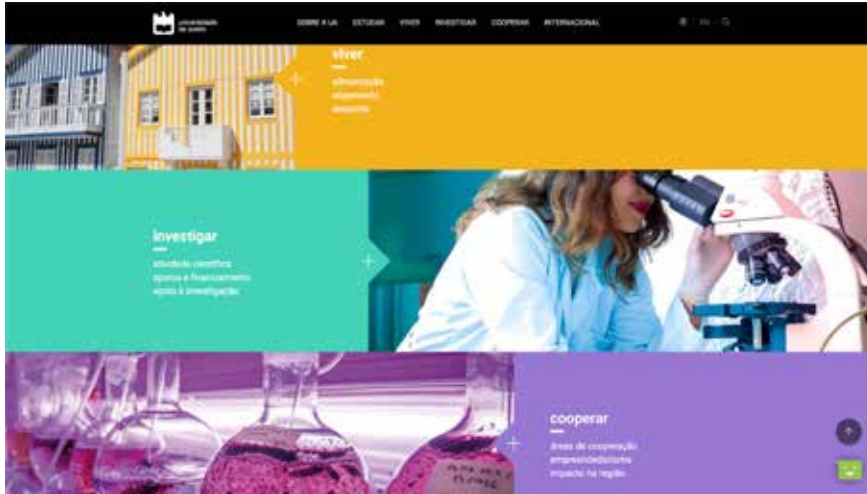 universidade
de aveiro
SOBRE A UA ESTUDAR VIVER INVESTIGAR COOPERAR INTERNACIONAL
EN
viver
alimentação
alojamento
desporto
investigar
atividade científica
apoios e financiamento
apoio à investigação
cooperar
áreas de cooperação
empreendedorismo
impacto na região